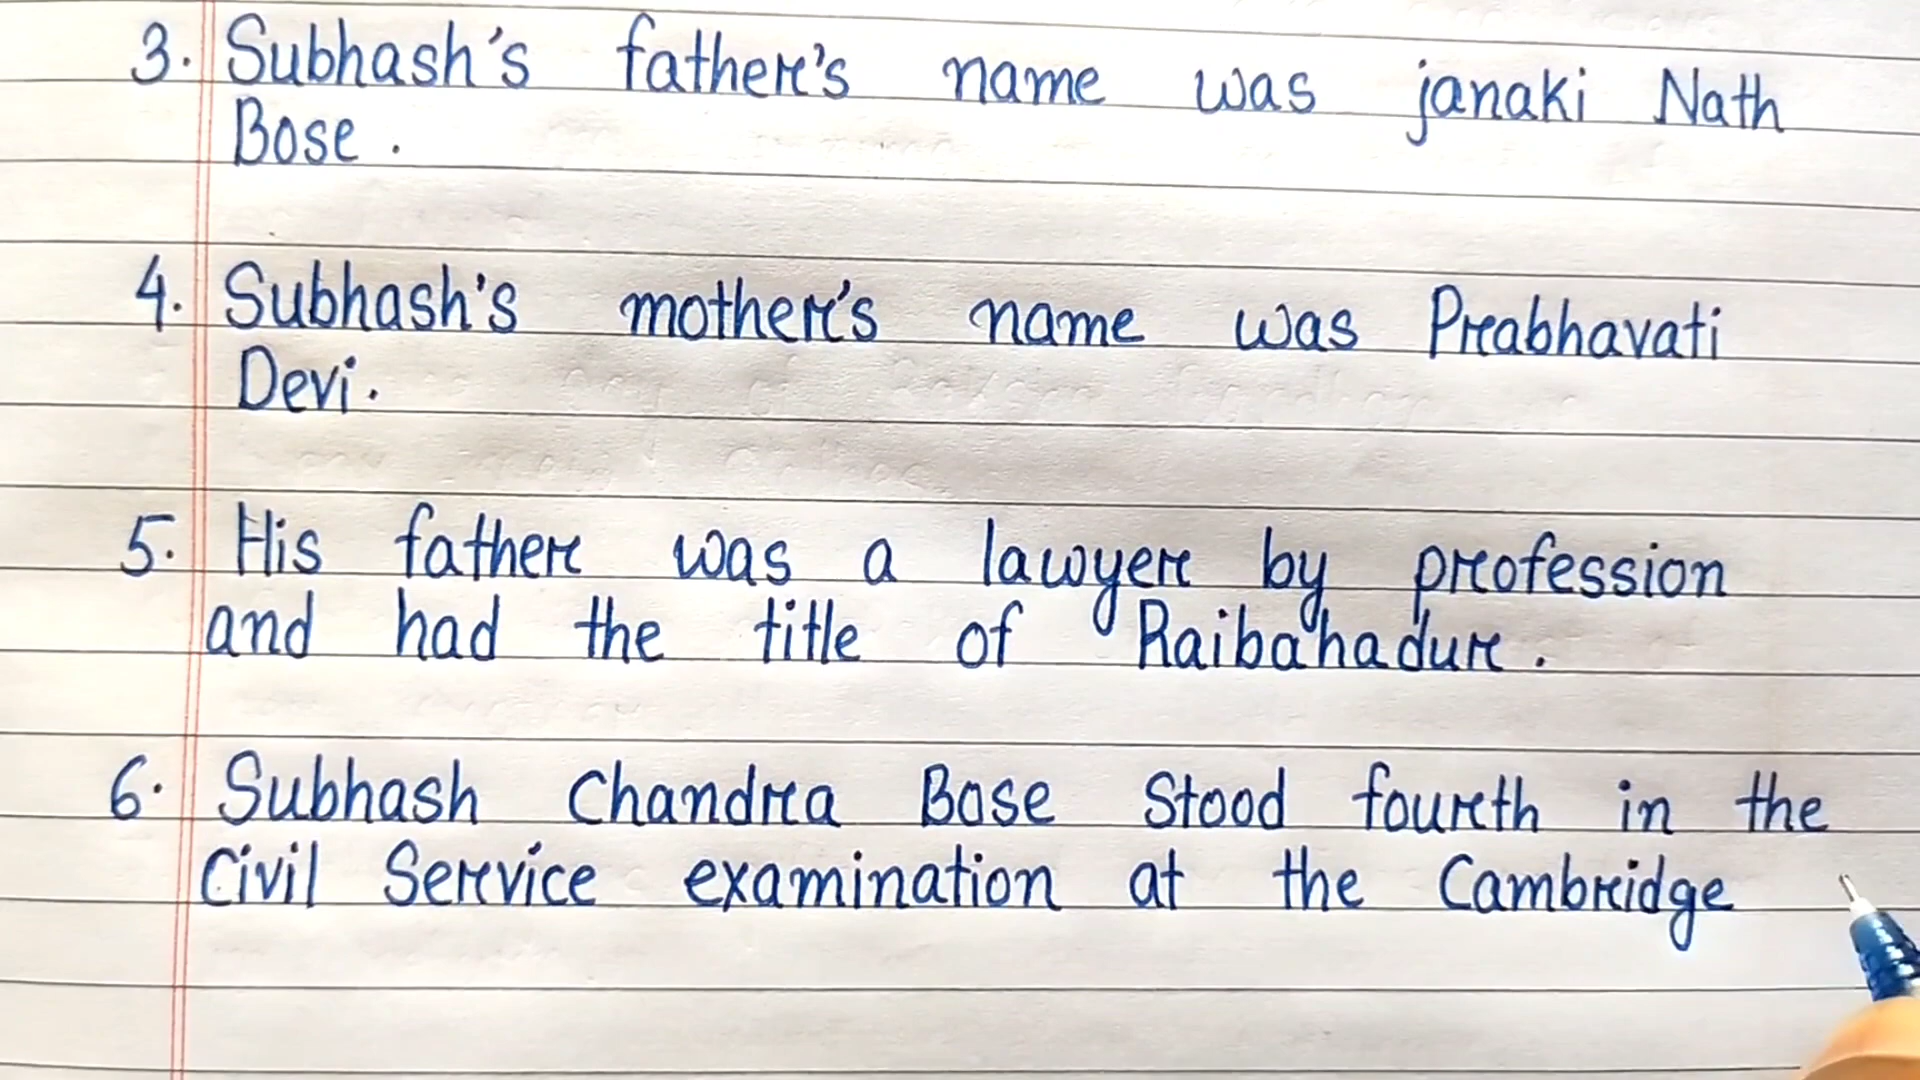 3. Subhash's father's name was janaki Nath
Bose.
4. Subhash's mother's name was Prabhavati
Devi.
5. His father was a lawyer by profession
and had the title of Raibahadur.
6. Subhash Chandra Bose Stood fourth in the
Civil Service examination at the Cambridge